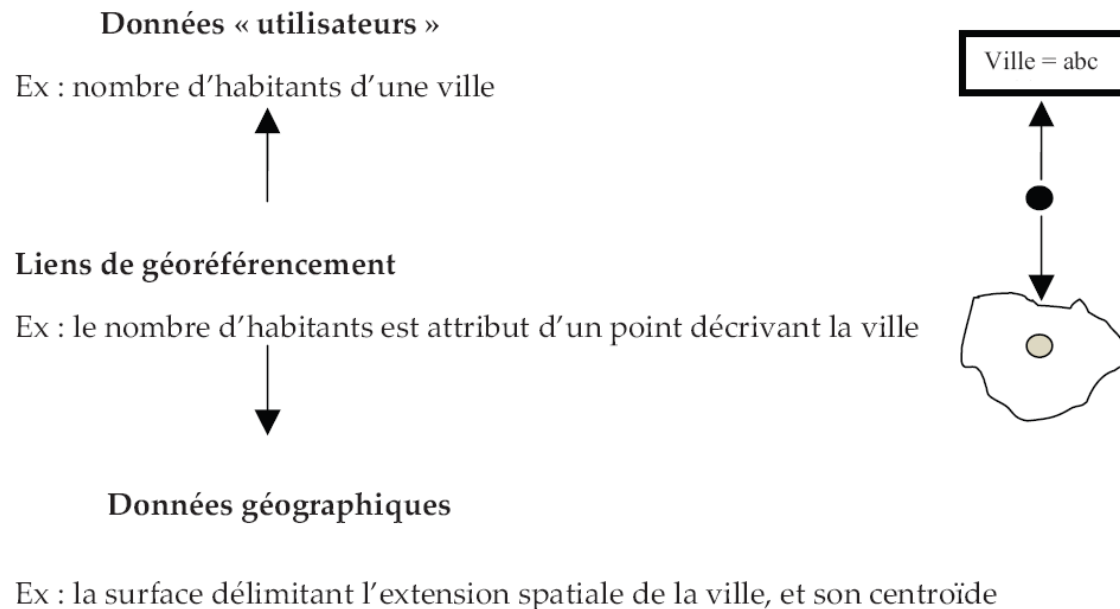 Données « utilisateurs »
Ville = abc
Ex : nombre d’habitants d’une ville
Liens de géoréférencement
Ex : le nombre d’habitants est attribut d’un point décrivant la ville
Données géographiques
Ex : la surface délimitant l’extension spatiale de la ville, et son centroïde